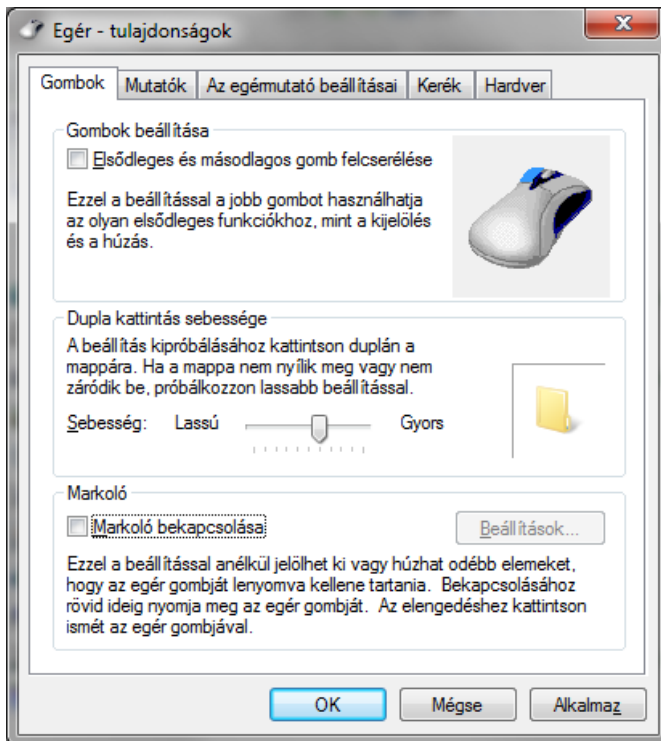 Egér - tulajdonságok
Gombok Mutatók Az egérmutató beállításai Kerék Hardver
Gombok beállítása
Elsődleges és másodlagos gomb felcserélése
Ezzel a beállítással a jobb gombot használhatja
az olyan elsődleges funkciókhoz, mint a kijelölés
és a húzás.
Dupla kattintás sebessége
A beállítás kipróbálásához kattintson duplán a
mappára. Ha a mappa nem nyílik meg vagy nem
záródik be, próbálkozzon lassabb beállítással.
Sebesség: Lassú Gyors
Markoló
Markoló bekapcsolása
Beállítások...
Ezzel a beállítással anélkül jelölhet ki vagy húzhat odébb elemeket,
hogy az egér gombját lenyomva kellene tartania. Bekapcsolásához
rövid ideig nyomja meg az egér gombját. Az elengedéshez kattintson
ismét az egér gombjával.
OK Mégse Alkalmaz